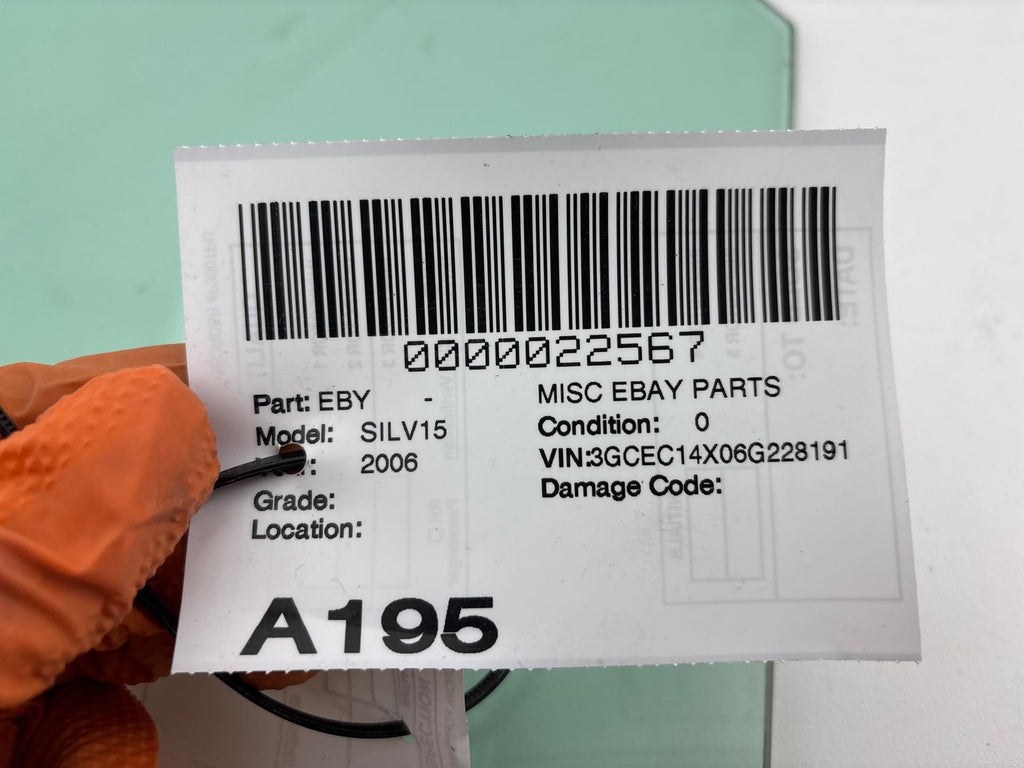 0000022567
Part: EBY - MISC EBAY PARTS
Model: SILV15 Condition: 0
2006 VIN:3GCEC14X06G228191
Grade: Damage Code:
Location:
A195